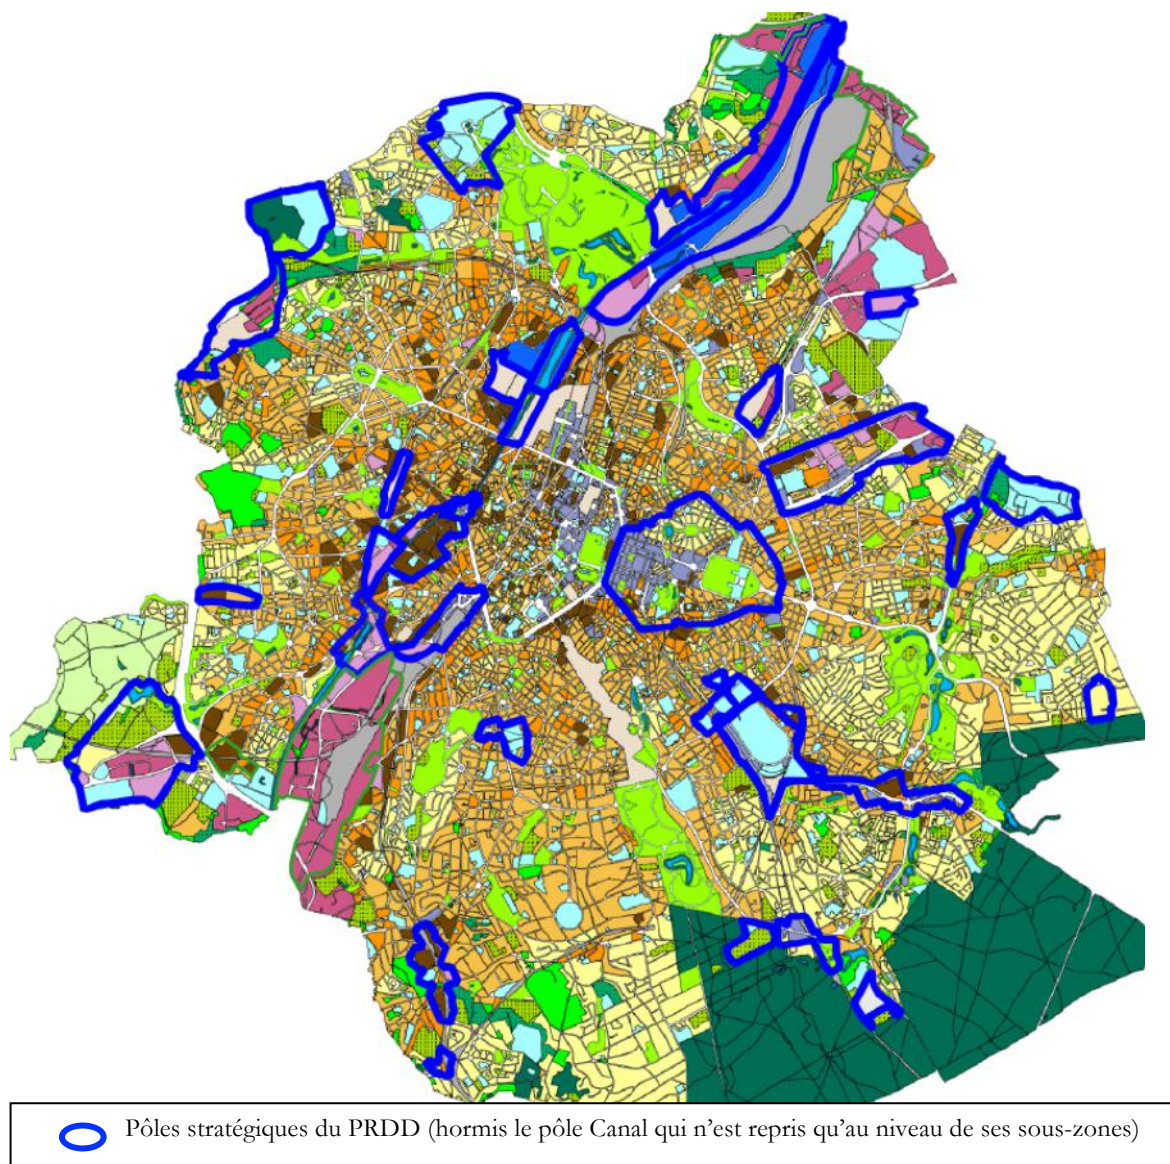 Pôles stratégiques du PRDD (hormis le pôle Canal qui n’est repris qu’au niveau de ses sous-zones)